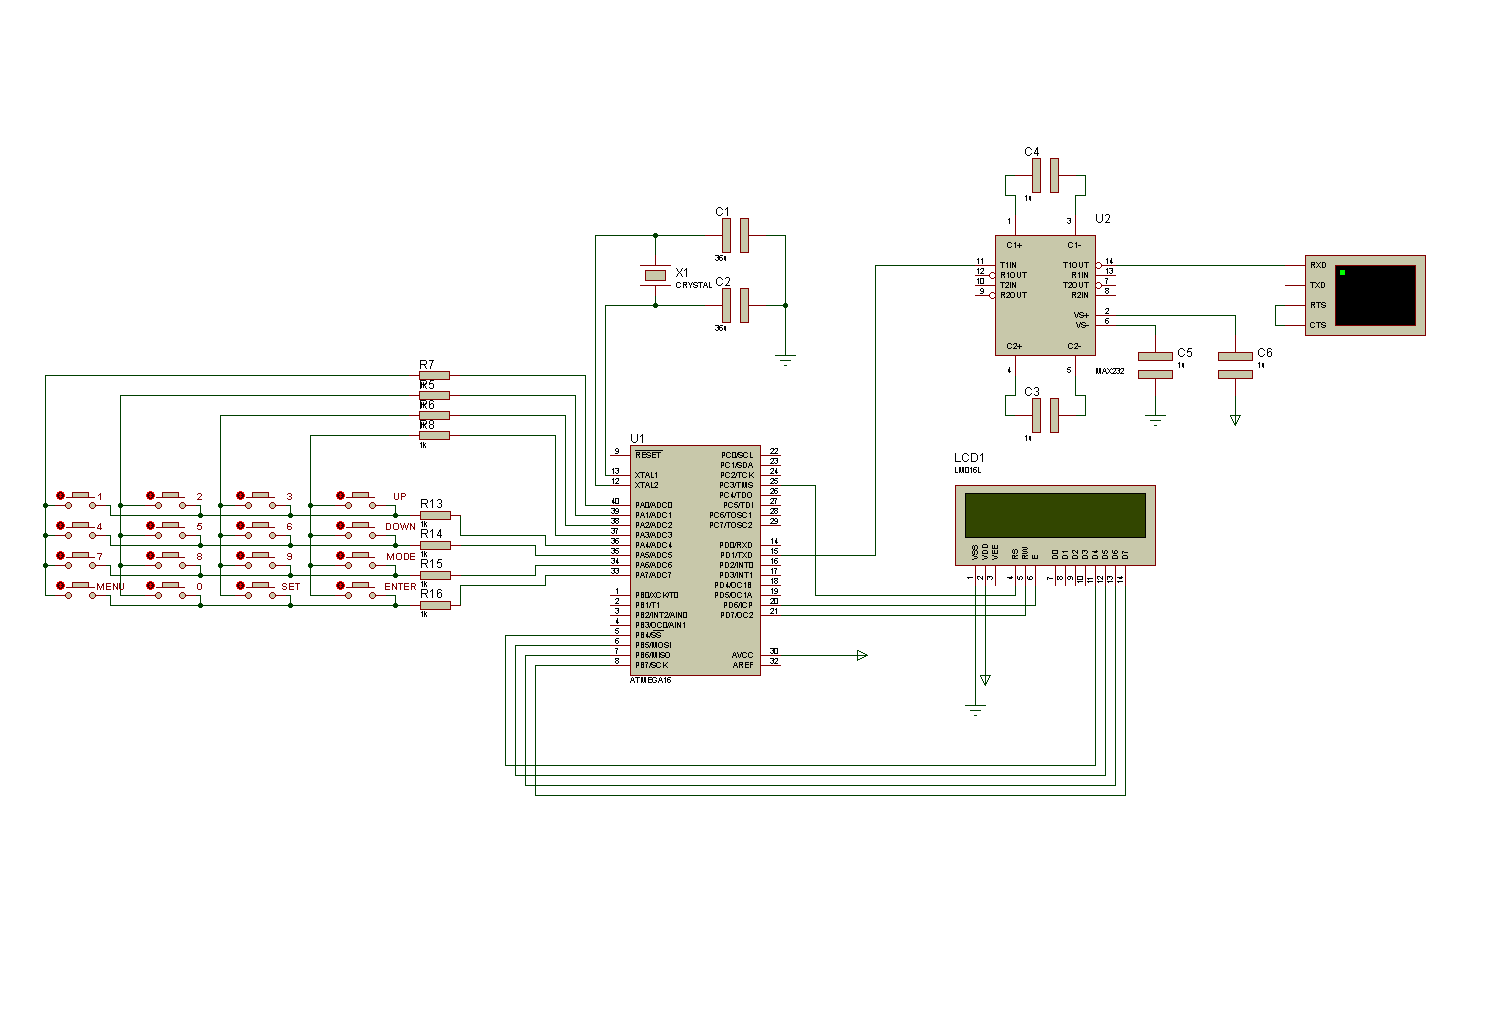 C4
1u
1
3
U2
C1+
C1-
11
T1IN
T1OUT
14
12
R1OUT
R1IN
13
10
T2IN
T2OUT
7
9
R2OUT
R2IN
8
VS+
2
VS-
6
C2+
C2-
4
5
MAX232
C3
1u
C5
1u
C6
1u
RXD
TXD
RTS
CTS
C1
X1
CRYSTAL
C2
R7
R5
R6
R8
1k
U1
9
RESET
PC0/SCL
22
PC1/SDA
23
13
XTAL1
PC2/TCK
24
12
XTAL2
PC3/TMS
25
PC4/TDO
26
40
PA0/ADC0
PC5/TDI
27
39
PA1/ADC1
PC6/TOSC1
28
38
PA2/ADC2
PC7/TOSC2
29
37
PA3/ADC3
36
PA4/ADC4
PD0/RXD
14
35
PA5/ADC5
PD1/TXD
15
34
PA6/ADC6
PD2/INT0
16
33
PA7/ADC7
PD3/INT1
17
PD4/OC1B
18
1
PB0/XCK/T0
PD5/OC1A
19
2
PB1/T1
PD6/ICP
20
3
PB2/INT2/AIN0
PD7/OC2
21
4
PB3/OC0/AIN1
5
PB4/SS
6
PB5/MOSI
7
PB6/MISO
AVCC
30
8
PB7/SCK
AREF
32
ATMEGA16
1
2
3
UP
R13
1k
4
5
6
DOWN
R14
1k
7
8
9
MODE
R15
1k
MENU
0
SET
ENTER
R16
1k
LCD1
LM016L
VSS
VDD
VEE
RS
RW
E
D0
D1
D2
D3
D4
D5
D6
D7
1
2
3
4
5
6
7
8
9
10
11
12
13
14